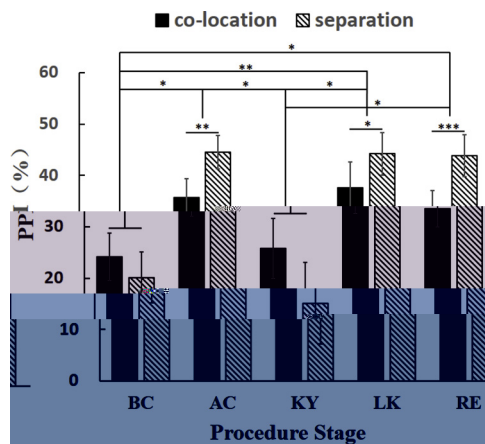 co-location separation
*
**
* * *
*
** * ***
60
50
40
30
20
10
0
PPI (%)
BC AC KY LK RE
Procedure Stage